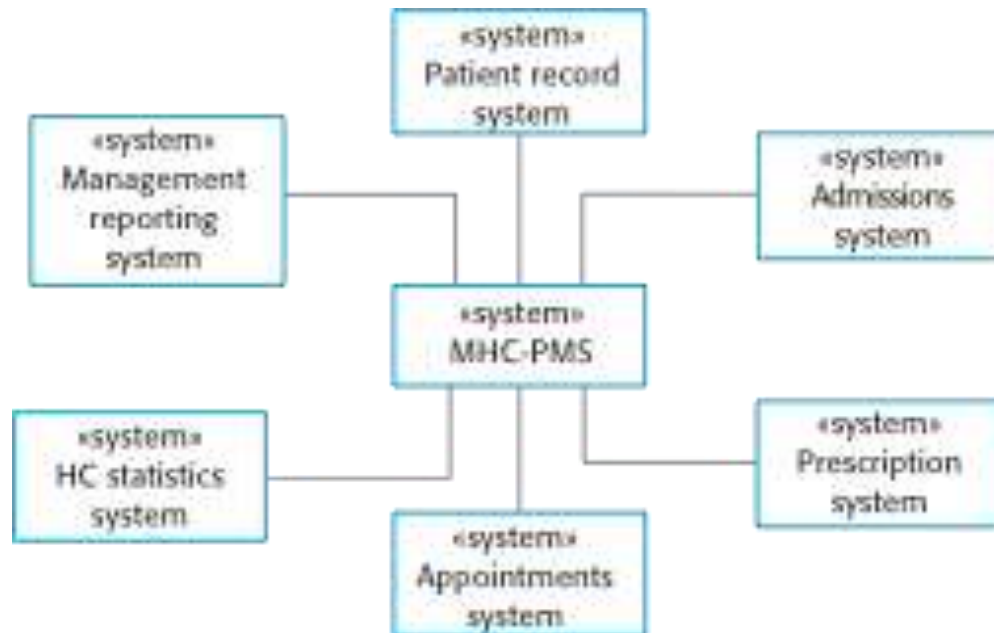 «system»
Patient record
system
«system»
Management
reporting
system
«system»
Admissions
system
«system»
MHC-PMS
«system»
HC statistics
system
«system»
Prescription
system
«system»
Appointments
system